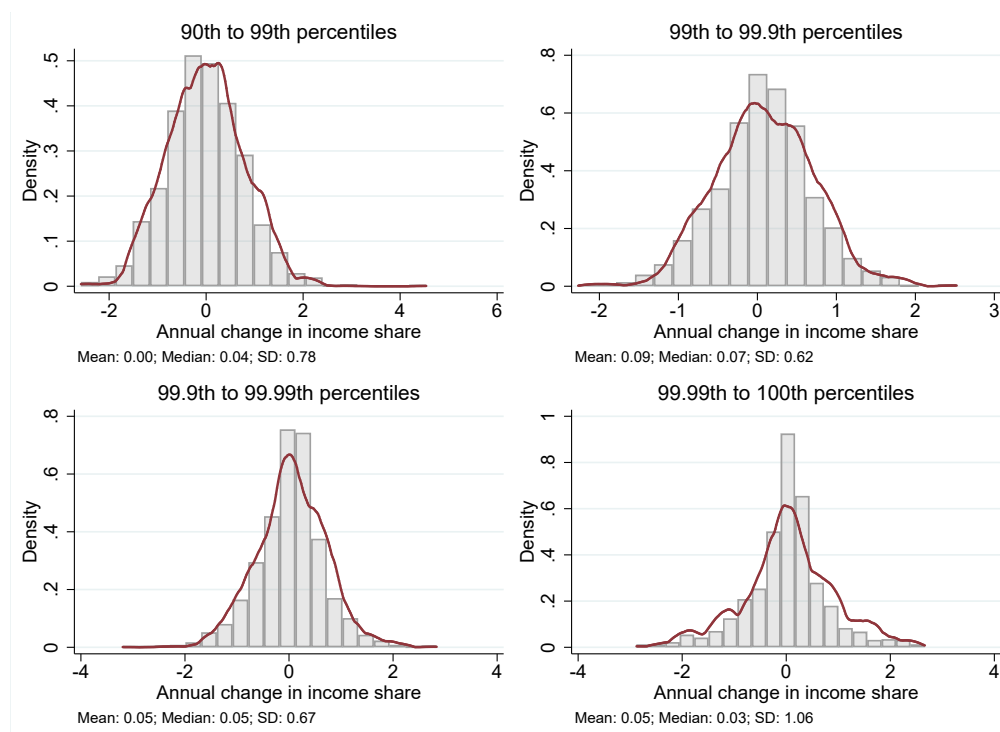 90th to 99th percentiles
.5
.4
.3
.2
.1
0
Density
-2 0 2 4 6
Annual change in income share
Mean: 0.00; Median: 0.04; SD: 0.78
99th to 99.9th percentiles
.8
.6
.4
.2
0
Density
-2 -1 0 1 2 3
Annual change in income share
Mean: 0.09; Median: 0.07; SD: 0.62
99.9th to 99.99th percentiles
.8
.6
.4
.2
0
Density
-4 -2 0 2 4
Annual change in income share
Mean: 0.05; Median: 0.05; SD: 0.67
99.99th to 100th percentiles
1
.8
.6
.4
.2
0
Density
-4 -2 0 2 4
Annual change in income share
Mean: 0.05; Median: 0.03; SD: 1.06